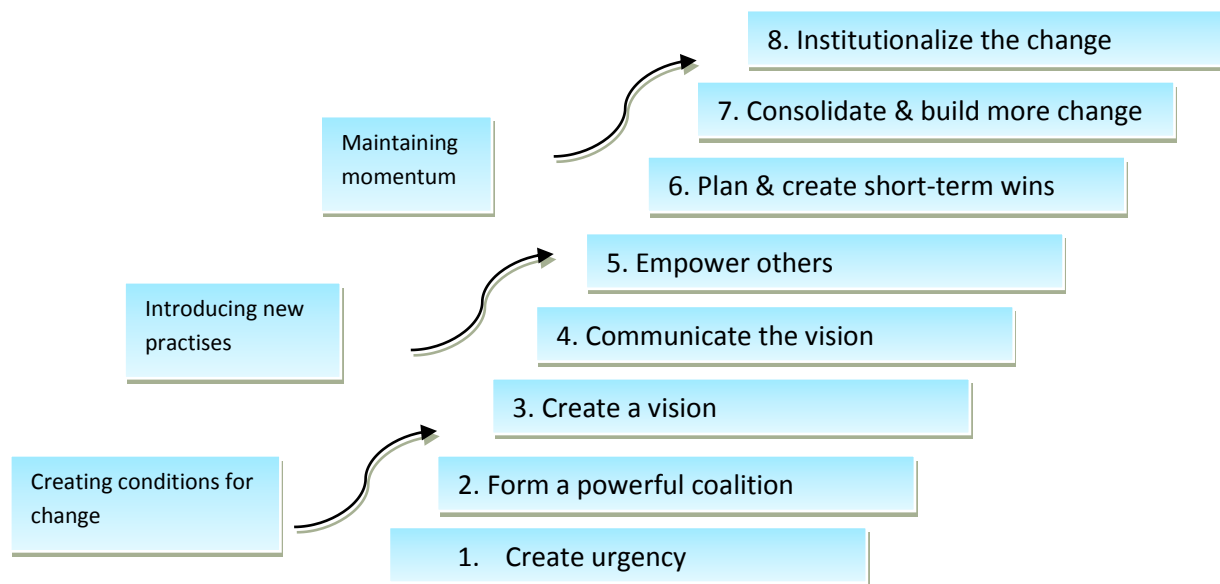 8. Institutionalize the change
7. Consolidate & build more change
Maintaining
momentum
6. Plan & create short-term wins
5. Empower others
Introducing new
practises
4. Communicate the vision
3. Create a vision
Creating conditions for
change
2. Form a powerful coalition
1. Create urgency